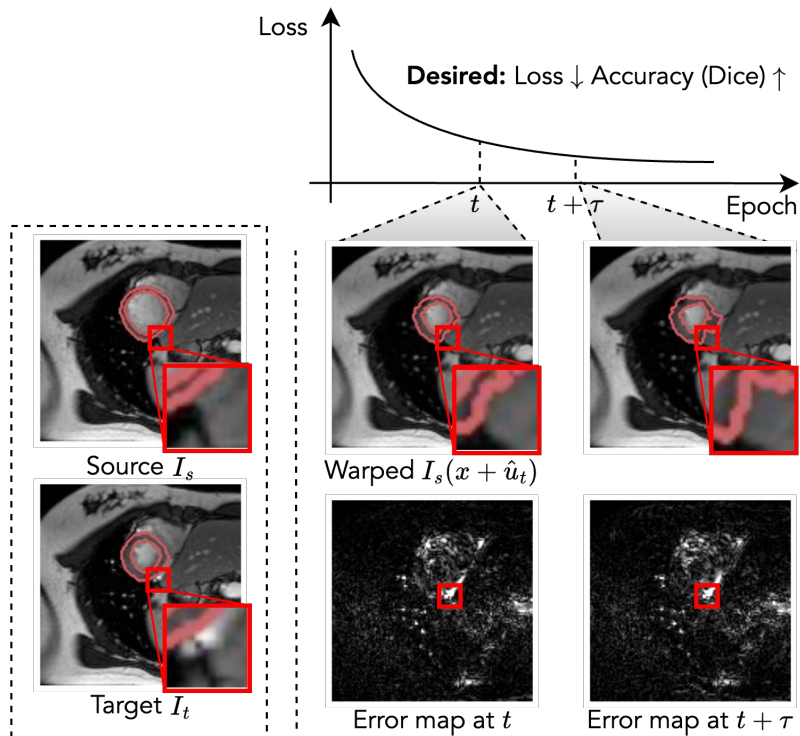 Loss
Desired: Loss ↓ Accuracy (Dice) ↑
t
t + τ
Epoch
Source I_s
Warped I_s(x + û_t)
Target I_t
Error map at t
Error map at t + τ